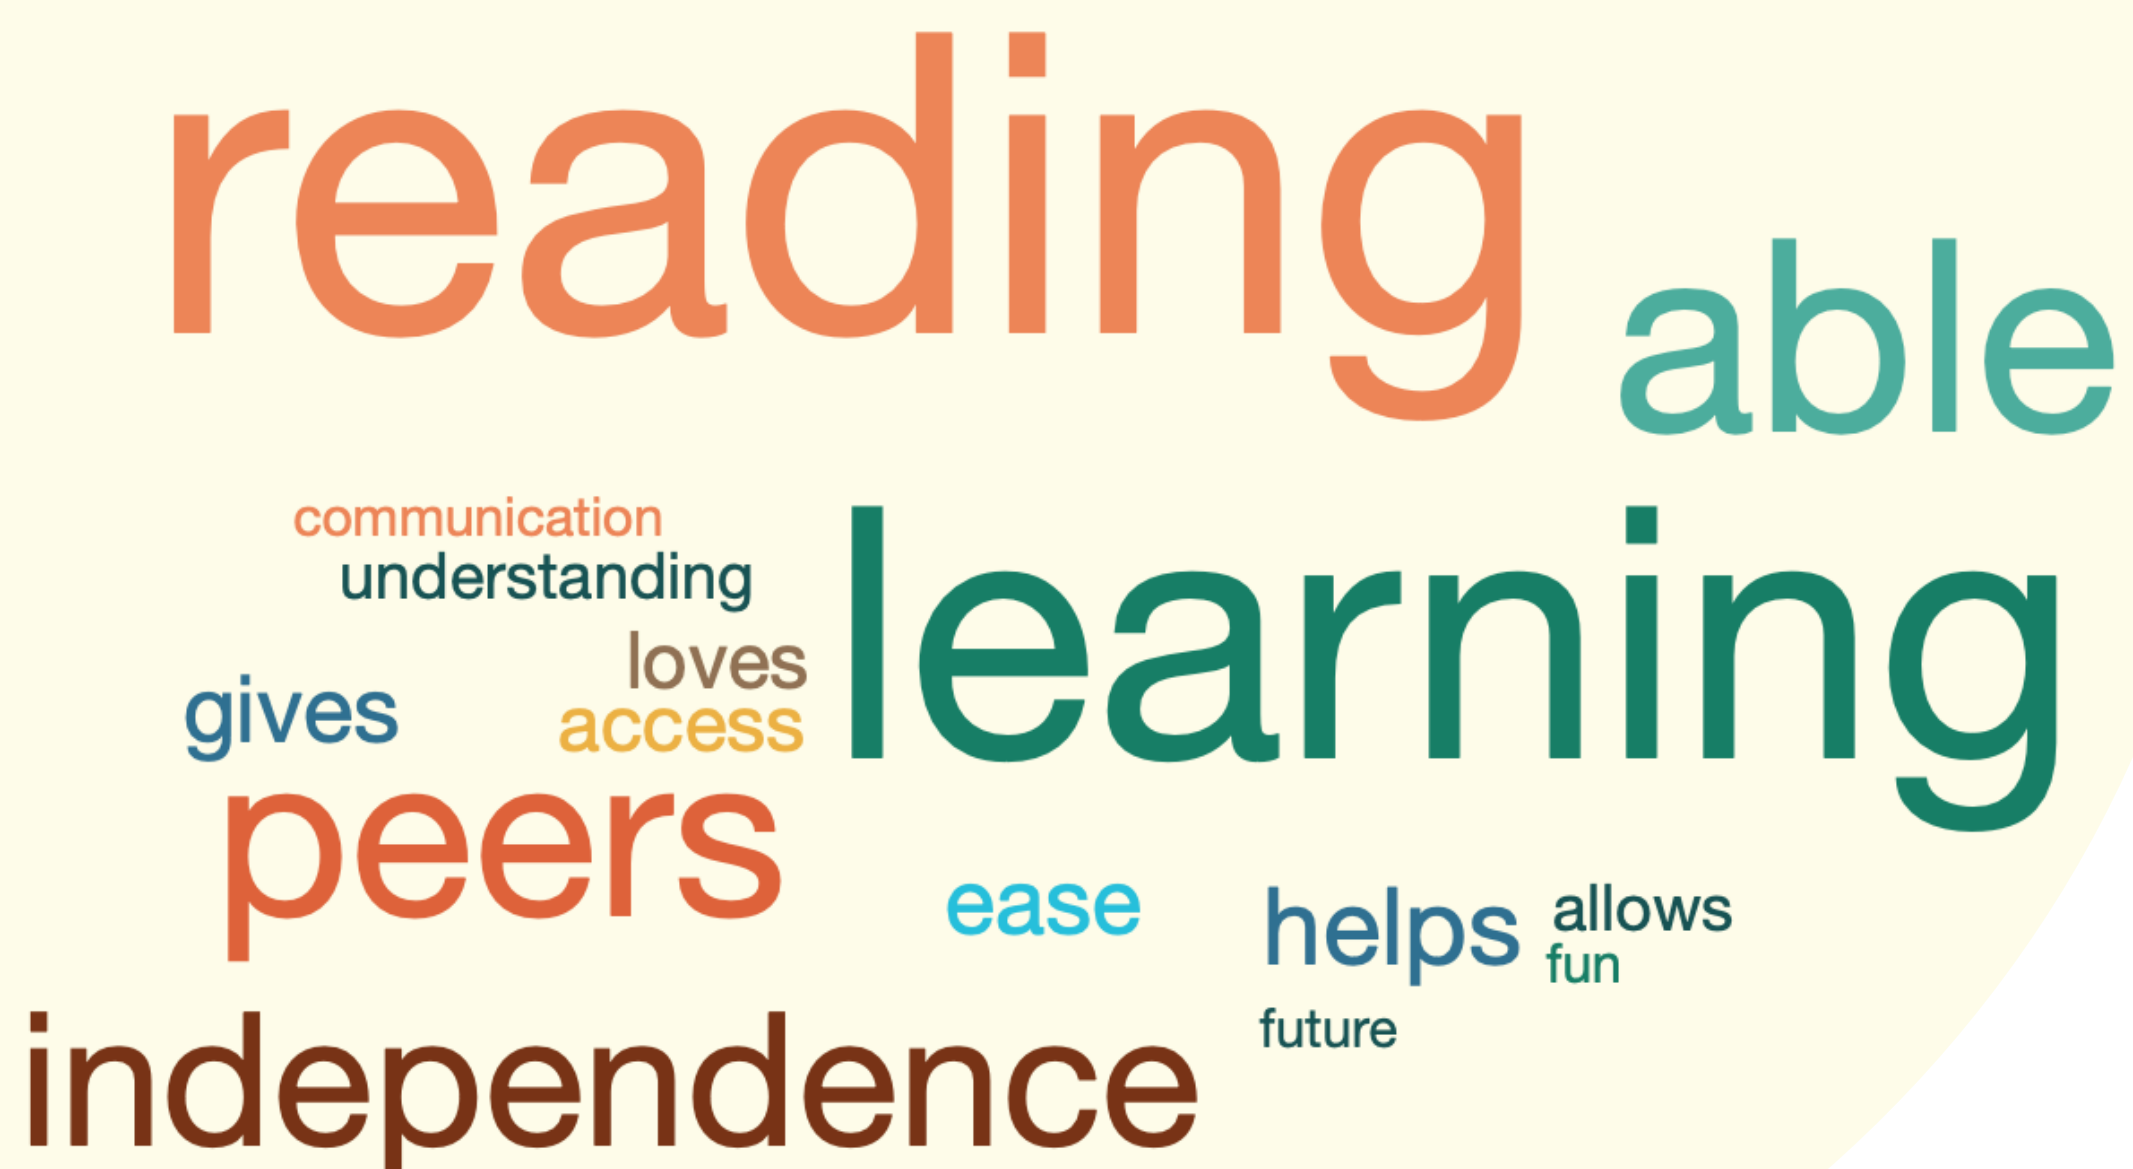 reading
able
communication
understanding
learning
loves
gives
access
peers
ease
helps
allows
fun
future
independence